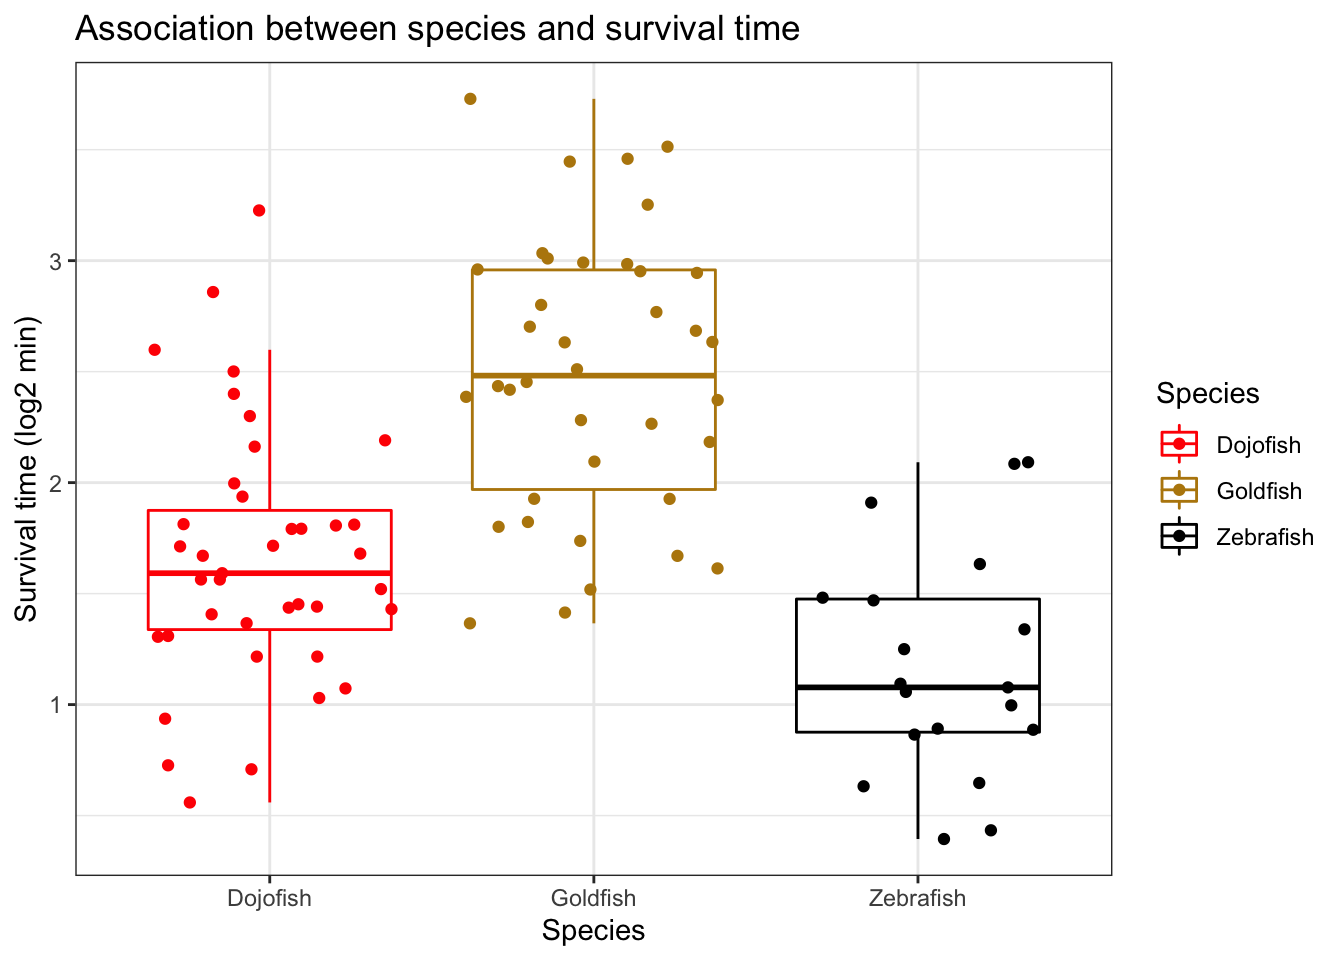 Association between species and survival time
Survival time (log2 min)
3
2
1
Dojofish
Goldfish
Zebrafish
Species
Species
Dojofish
Goldfish
Zebrafish